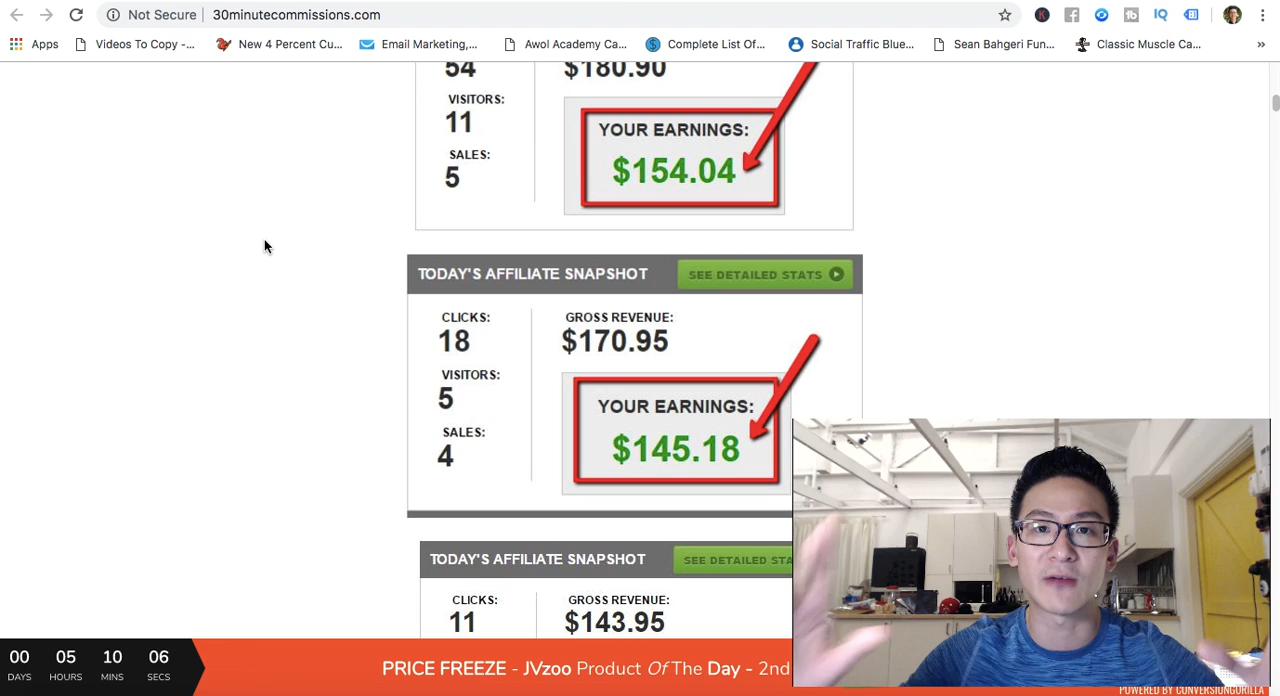 Not Secure | 30minutecommissions.com
Apps Videos To Copy -... New 4 Percent Cu... Email Marketing,... Awol Academy Ca... Complete List Of... Social Traffic Blue... Sean Bahgeri Fun... Classic Muscle Ca... »
54 $180.90
VISITORS:
11
YOUR EARNINGS:
$154.04
SALES:
5
TODAY'S AFFILIATE SNAPSHOT SEE DETAILED STATS
CLICKS: GROSS REVENUE:
18 $170.95
VISITORS:
5
YOUR EARNINGS:
$145.18
SALES:
4
TODAY'S AFFILIATE SNAPSHOT SEE DETAILED STA
CLICKS: GROSS REVENUE:
11 $143.95
00 05 10 06
DAYS HOURS MINS SECS
PRICE FREEZE - JVzoo Product Of The Day - 2nd
POWERED BY CONVERSIONGORILLA